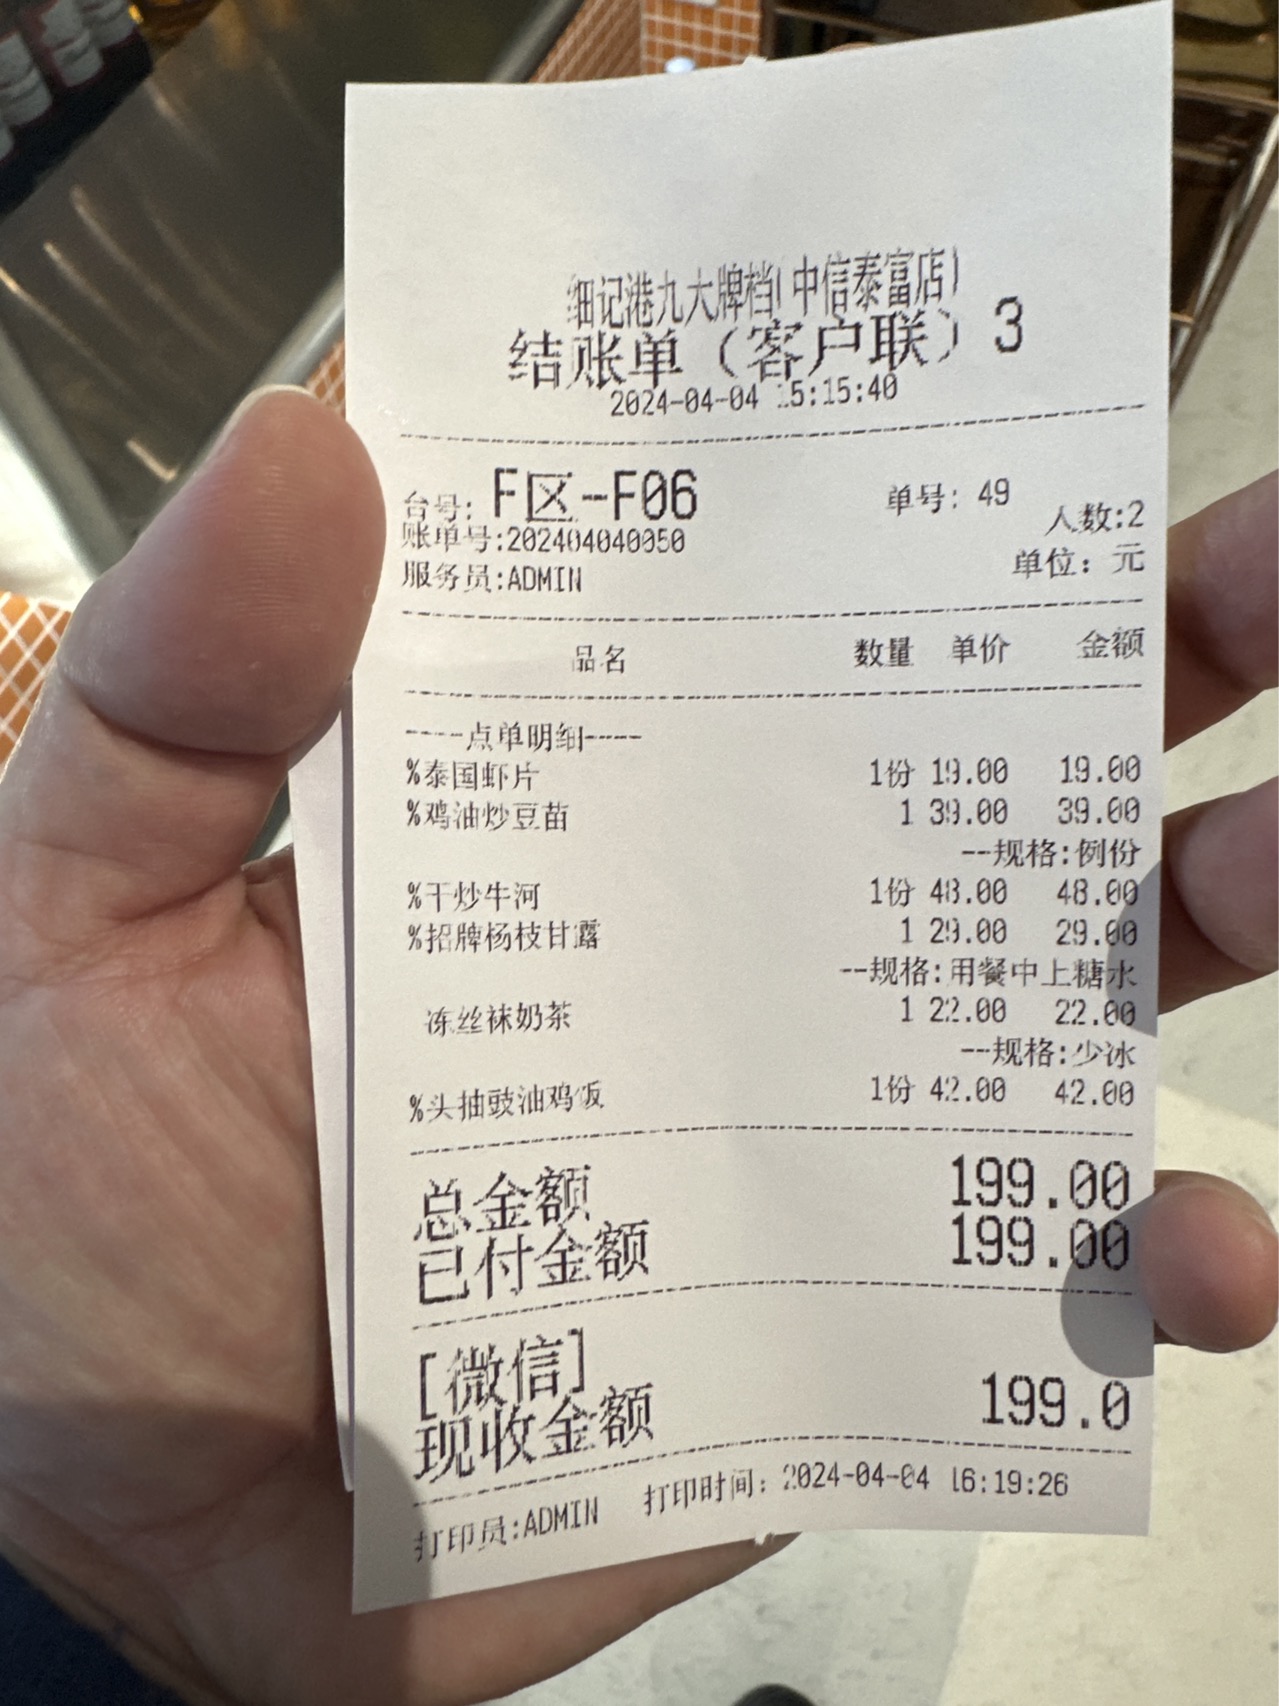 细记港九大牌档(中信泰富店)
结账单（客户联）3
2024-04-04 15:15:40
台号: F区-F06 单号: 49
人数:2
账单号:202404040050
服务员:ADMIN 单位: 元
品名 数量 单价 金额
----点单明细----
%泰国虾片 1份 19.00 19.00
%鸡油炒豆苗 1 39.00 39.00
--规格:例份
%干炒牛河 1份 48.00 48.00
%招牌杨枝甘露 1 29.00 29.00
--规格:用餐中上糖水
冻丝袜奶茶 1 22.00 22.00
--规格:少冰
%头抽豉油鸡饭 1份 42.00 42.00
总金额 199.00
已付金额 199.00
[微信]
现收金额 199.0
打印员:ADMIN 打印时间: 2024-04-04 16:19:26